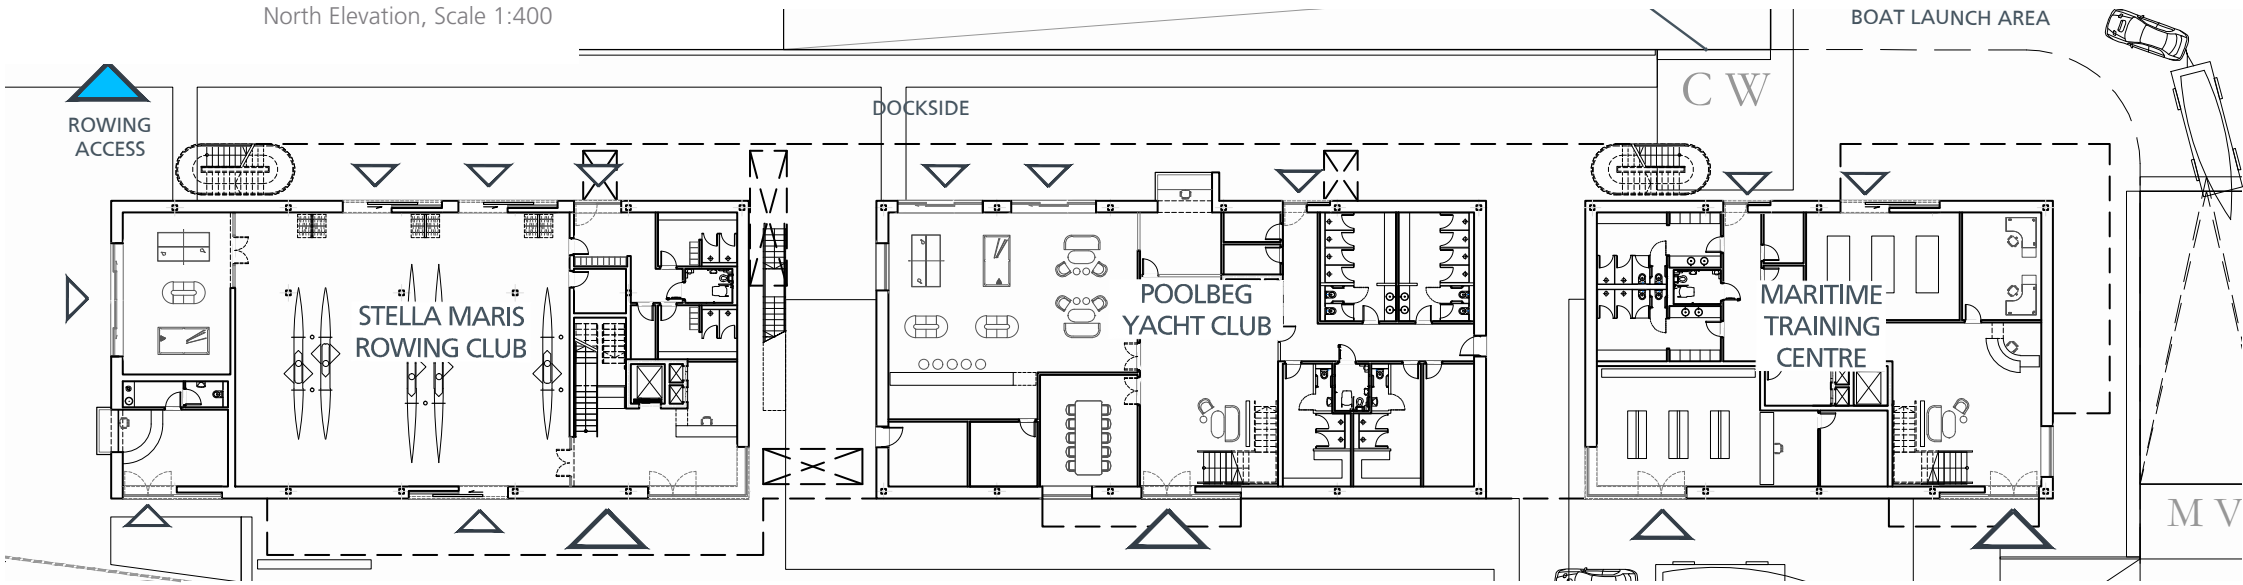 North Elevation, Scale 1:400
BOAT LAUNCH AREA
C W
DOCKSIDE
ROWING
ACCESS
STELLA MARIS
ROWING CLUB
POOLBEG
YACHT CLUB
MARITIME
TRAINING
CENTRE
M V